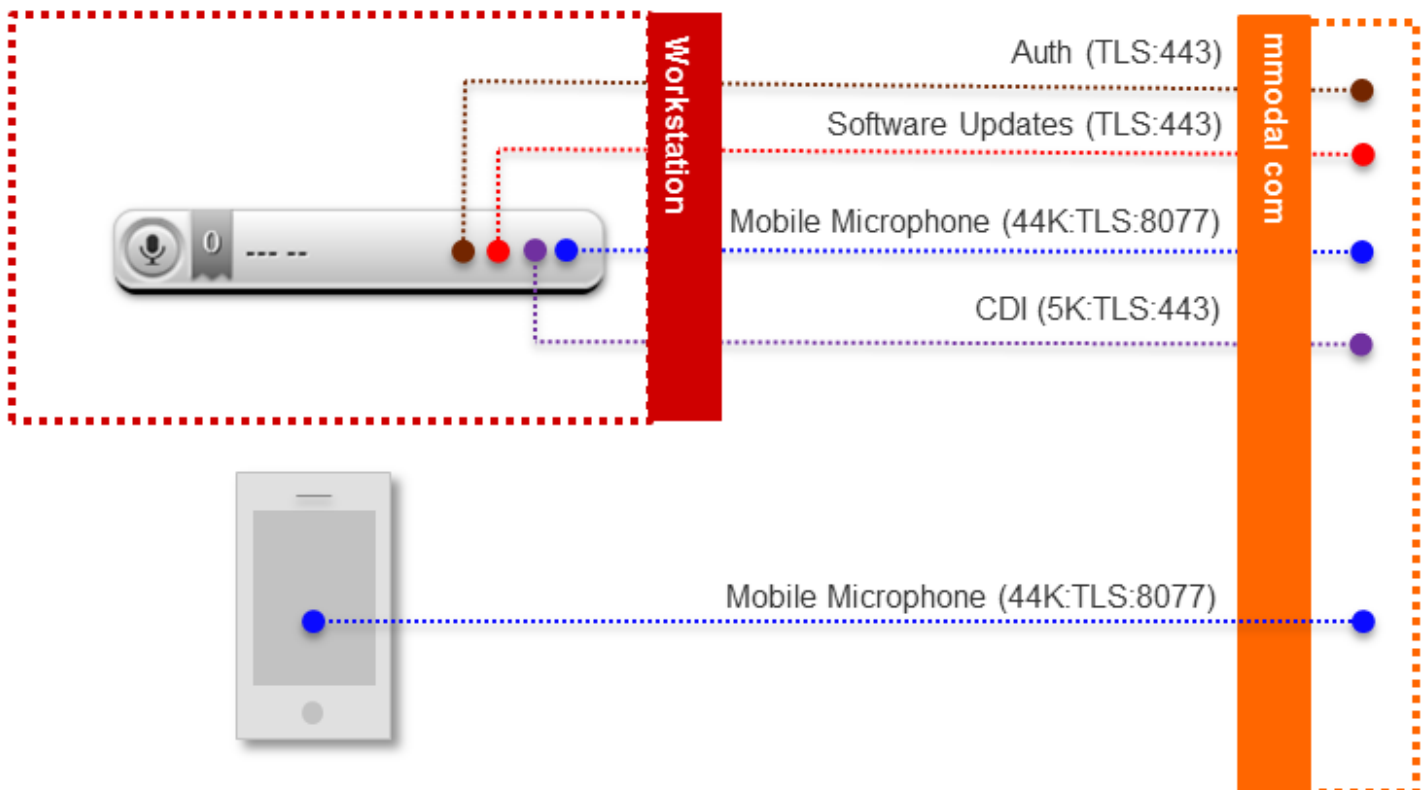 Workstation
mmodal com
Auth (TLS:443)
Software Updates (TLS:443)
Mobile Microphone (44K:TLS:8077)
0 --- --
CDI (5K:TLS:443)
Mobile Microphone (44K:TLS:8077)